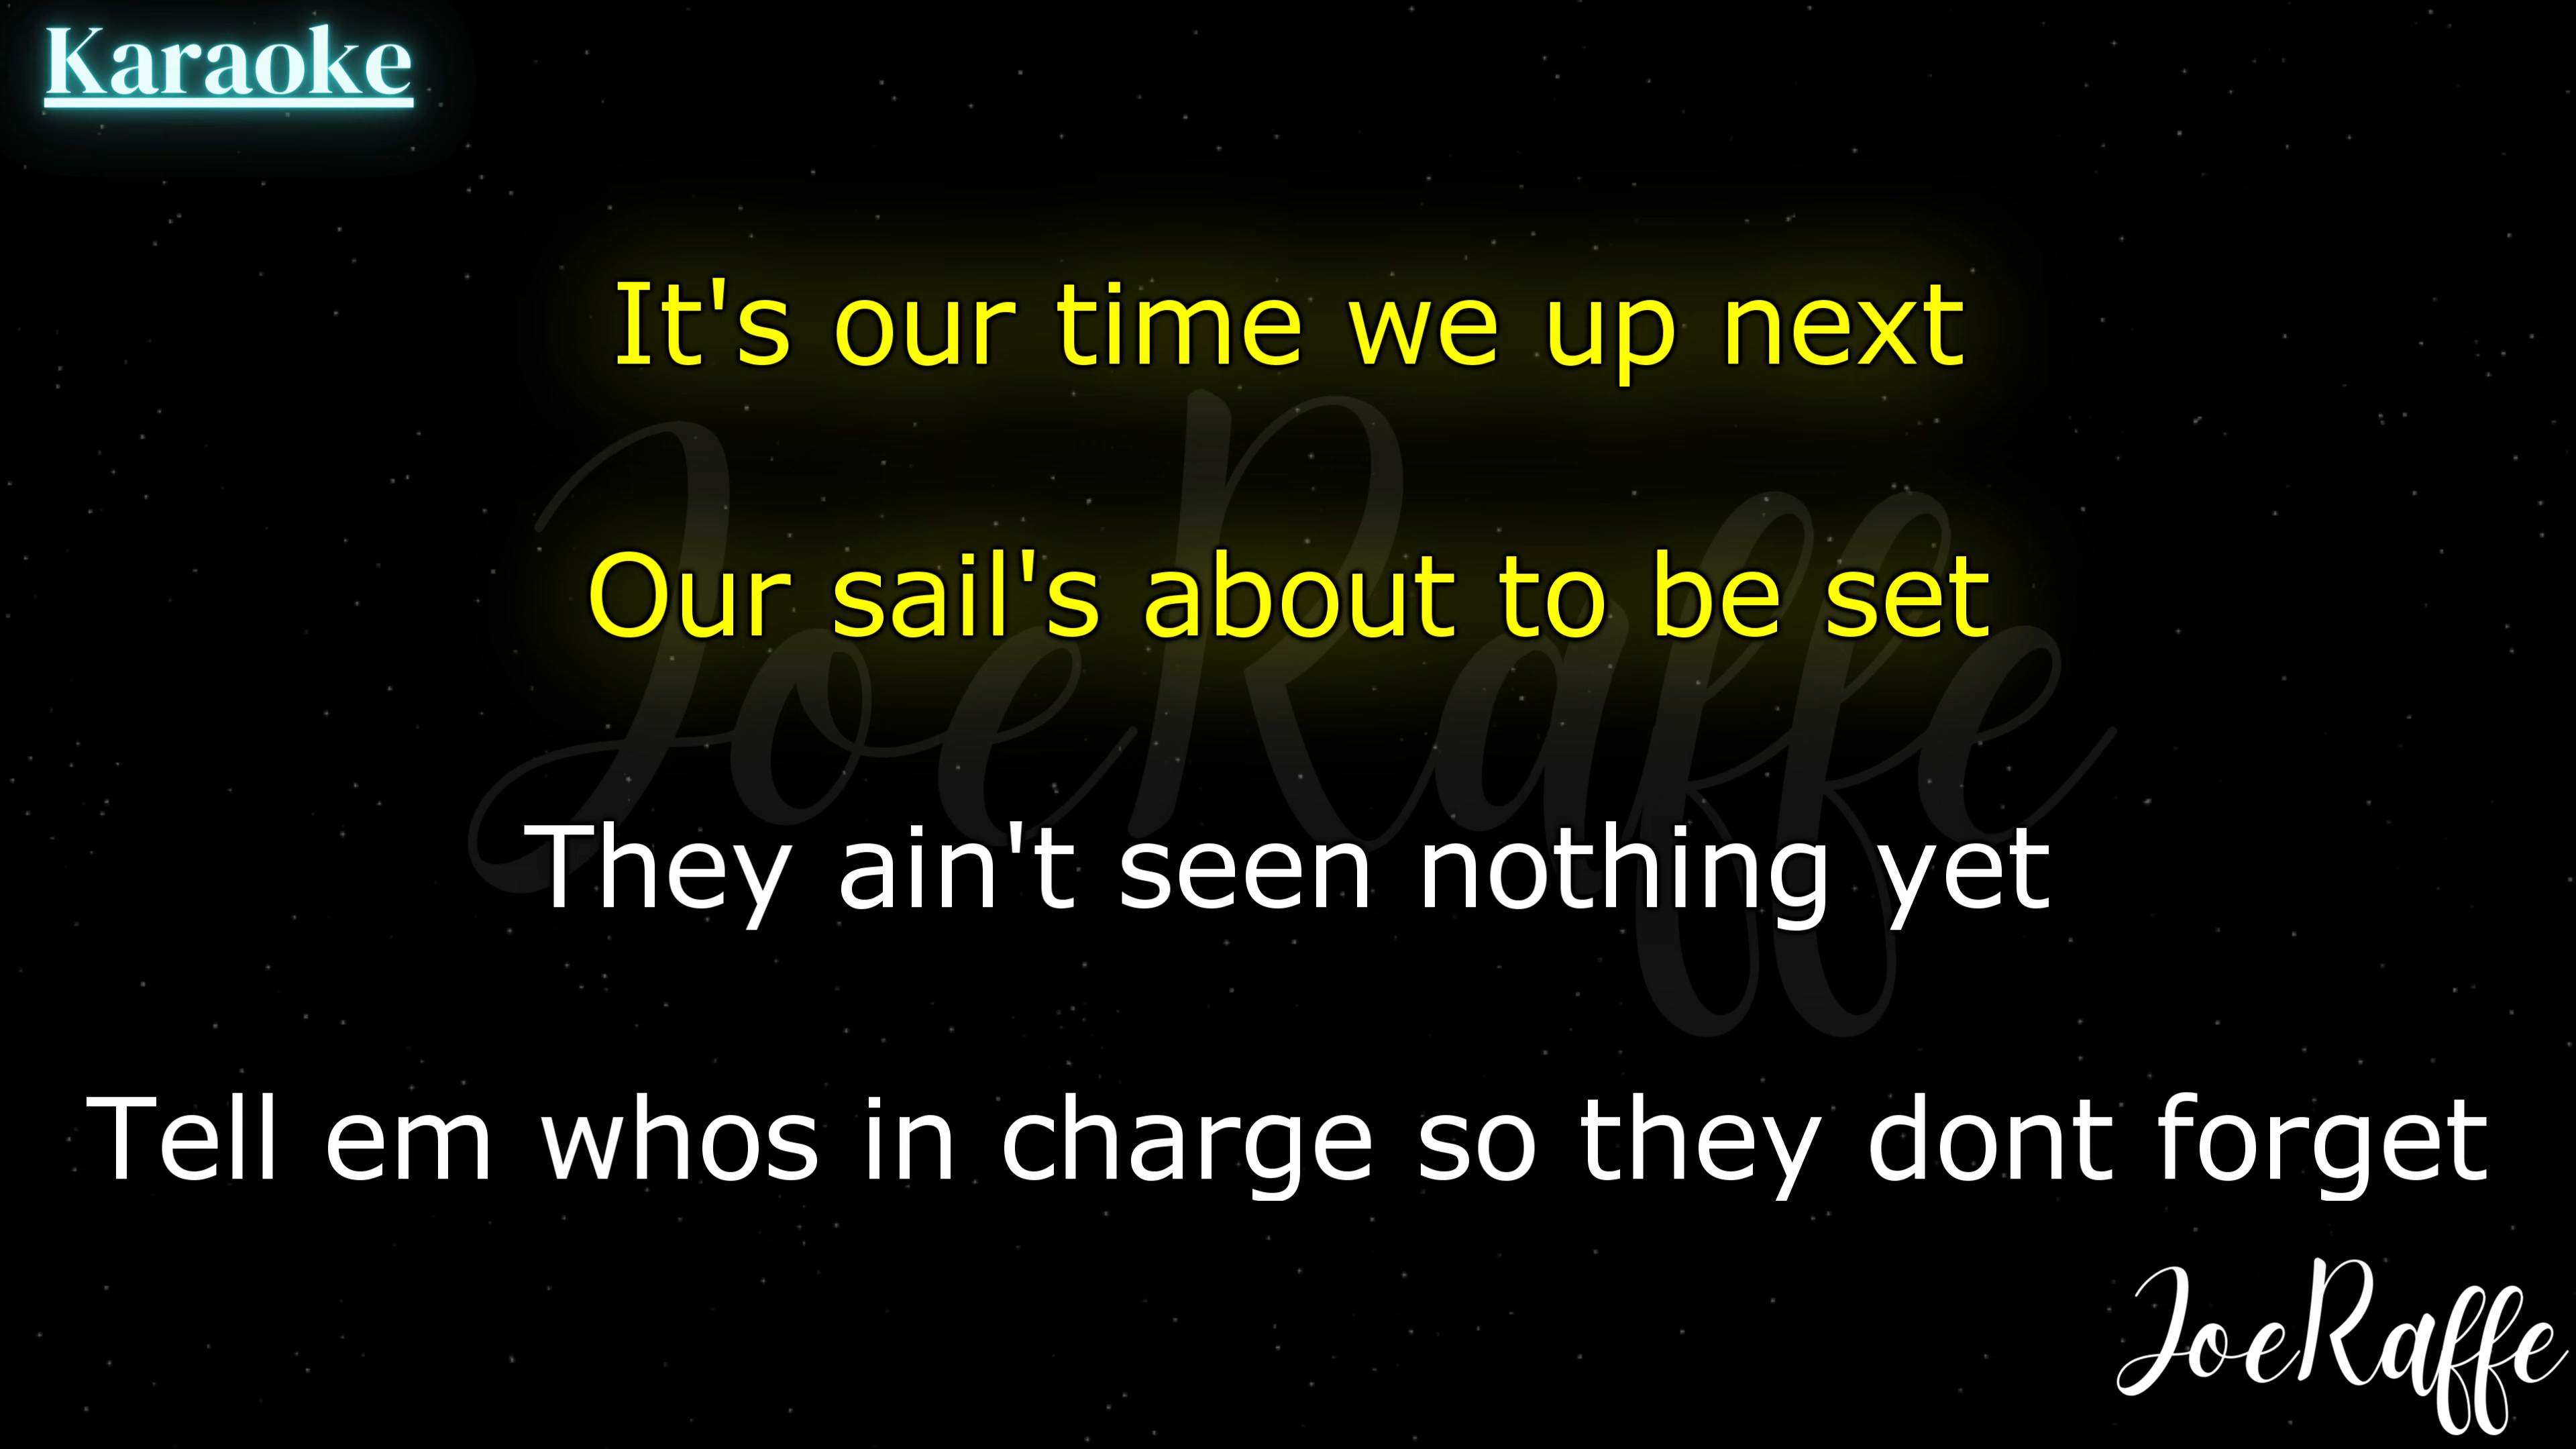 Karaoke
It's our time we up next
Our sail's about to be set
They ain't seen nothing yet
Tell em whos in charge so they dont forget
JoeRaffe
JoeRaffe